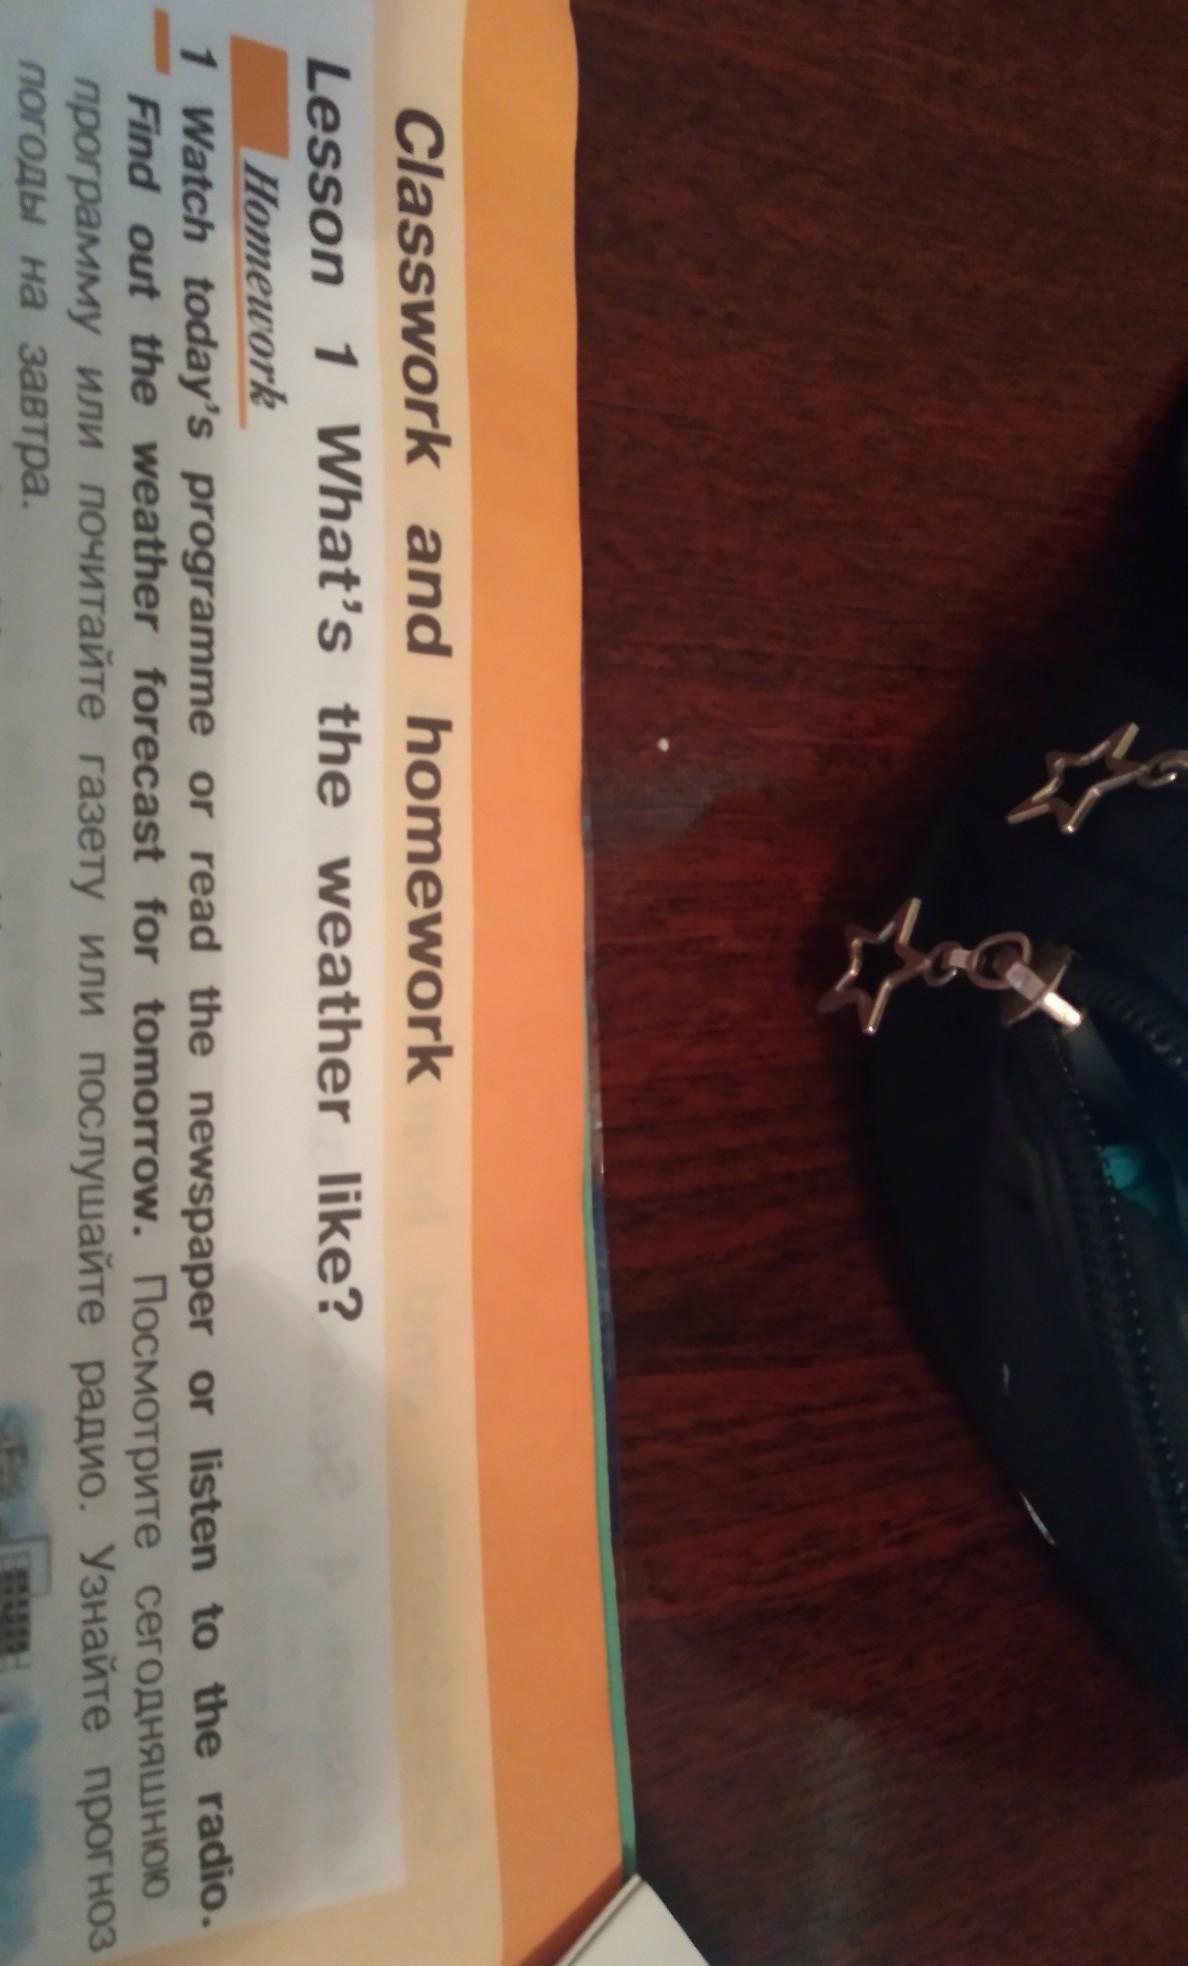 Classwork and homework
Lesson 1 What's the weather like?
Homework
1 Watch today's programme or read the newspaper or listen to the radio.
Find out the weather forecast for tomorrow. Посмотрите сегодняшнюю
программу или почитайте газету или послушайте радио. Узнайте прогноз
погоды на завтра.